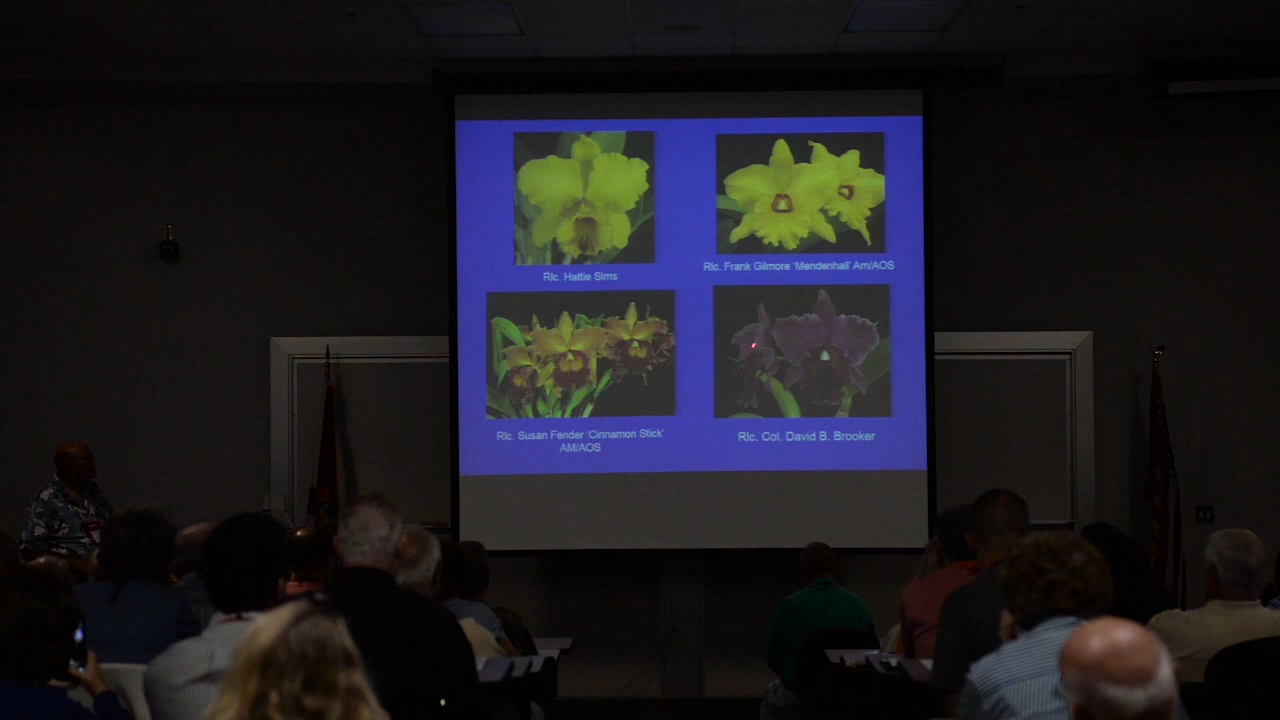 Rlc. Hattie Sims
Rlc. Frank Gilmore 'Mendenhall' Am/AOS
Rlc. Susan Fender 'Cinnamon Stick'
AM/AOS
Rlc. Col. David B. Brooker